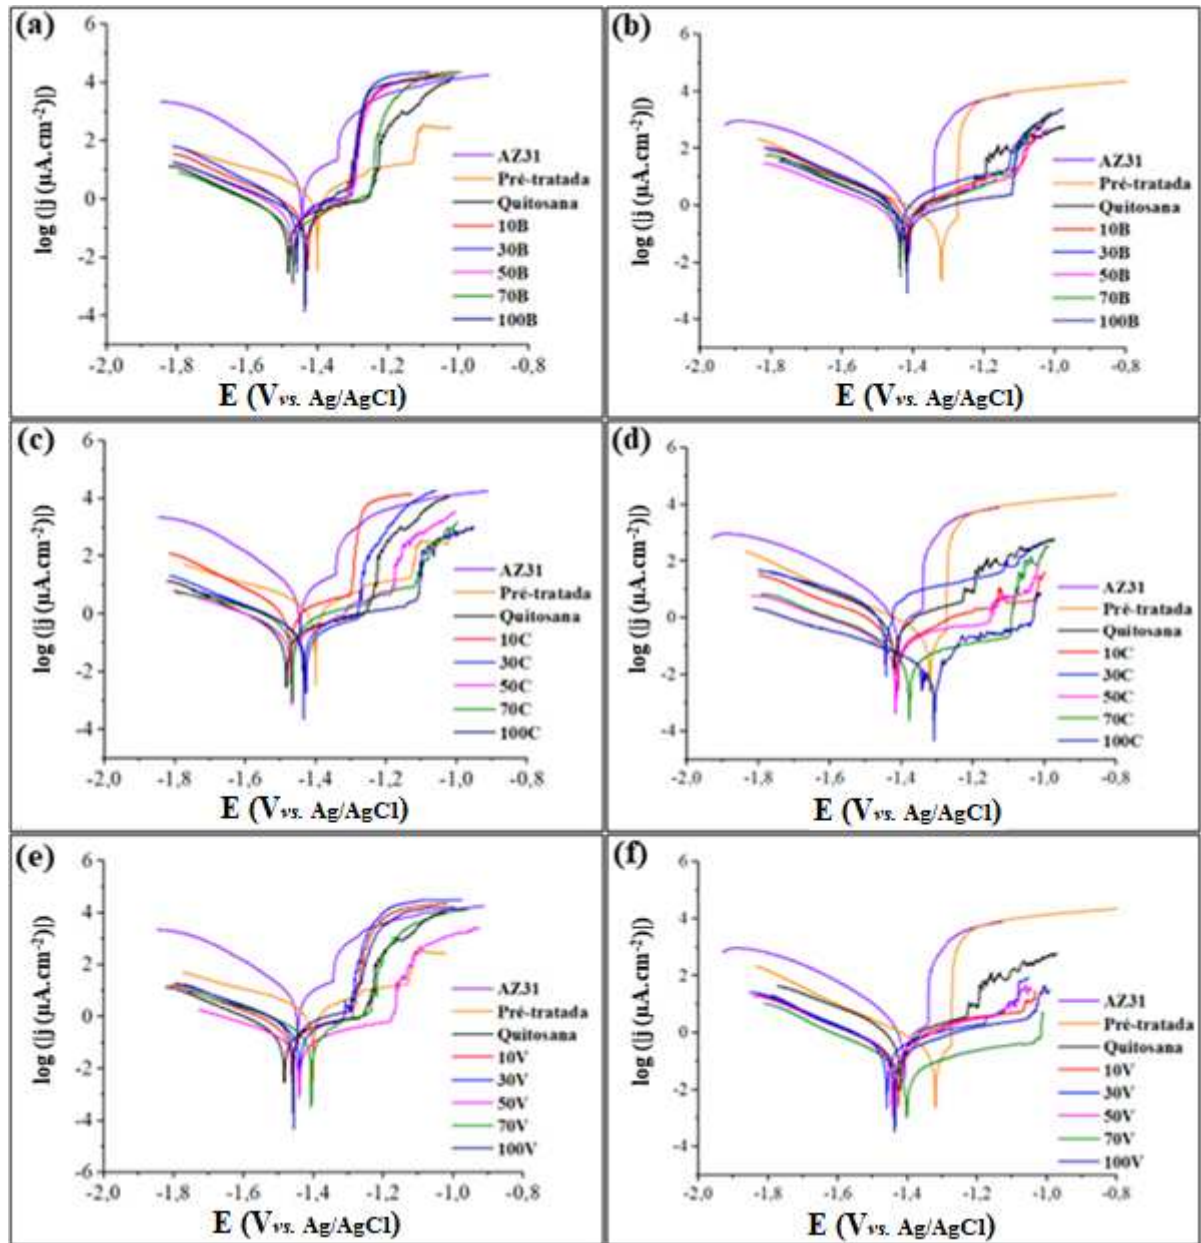 (a)
6
4
2
0
-2
-4
log (|j (µA.cm⁻²)|)
-2,0 -1,8 -1,6 -1,4 -1,2 -1,0 -0,8
E (Vvs. Ag/AgCl)
AZ31
Pré-tratada
Quitosana
10B
30B
50B
70B
100B
(b)
6
4
2
0
-2
-4
log (|j (µA.cm⁻²)|)
-2,0 -1,8 -1,6 -1,4 -1,2 -1,0 -0,8
E (Vvs. Ag/AgCl)
AZ31
Pré-tratada
Quitosana
10B
30B
50B
70B
100B
(c)
6
4
2
0
-2
-4
log (|j (µA.cm⁻²)|)
-2,0 -1,8 -1,6 -1,4 -1,2 -1,0 -0,8
E (Vvs. Ag/AgCl)
AZ31
Pré-tratada
Quitosana
10C
30C
50C
70C
100C
(d)
6
4
2
0
-2
-4
log (|j (µA.cm⁻²)|)
-2,0 -1,8 -1,6 -1,4 -1,2 -1,0 -0,8
E (Vvs. Ag/AgCl)
AZ31
Pré-tratada
Quitosana
10C
30C
50C
70C
100C
(e)
6
4
2
0
-2
-4
-6
log (|j (µA.cm⁻²)|)
-2,0 -1,8 -1,6 -1,4 -1,2 -1,0 -0,8
E (Vvs. Ag/AgCl)
AZ31
Pré-tratada
Quitosana
10V
30V
50V
70V
100V
(f)
6
4
2
0
-2
-4
log (|j (µA.cm⁻²)|)
-2,0 -1,8 -1,6 -1,4 -1,2 -1,0 -0,8
E (Vvs. Ag/AgCl)
AZ31
Pré-tratada
Quitosana
10V
30V
50V
70V
100V